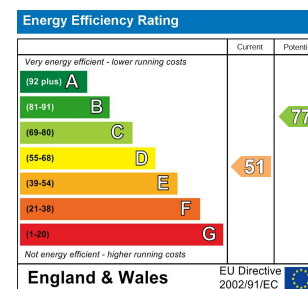 Energy Efficiency Rating
Current Potenti
Very energy efficient - lower running costs
(92 plus) A
(81-91) B
(69-80) C
(55-68) D
(39-54) E
(21-38) F
(1-20) G
51
77
Not energy efficient - higher running costs
England & Wales
EU Directive
2002/91/EC